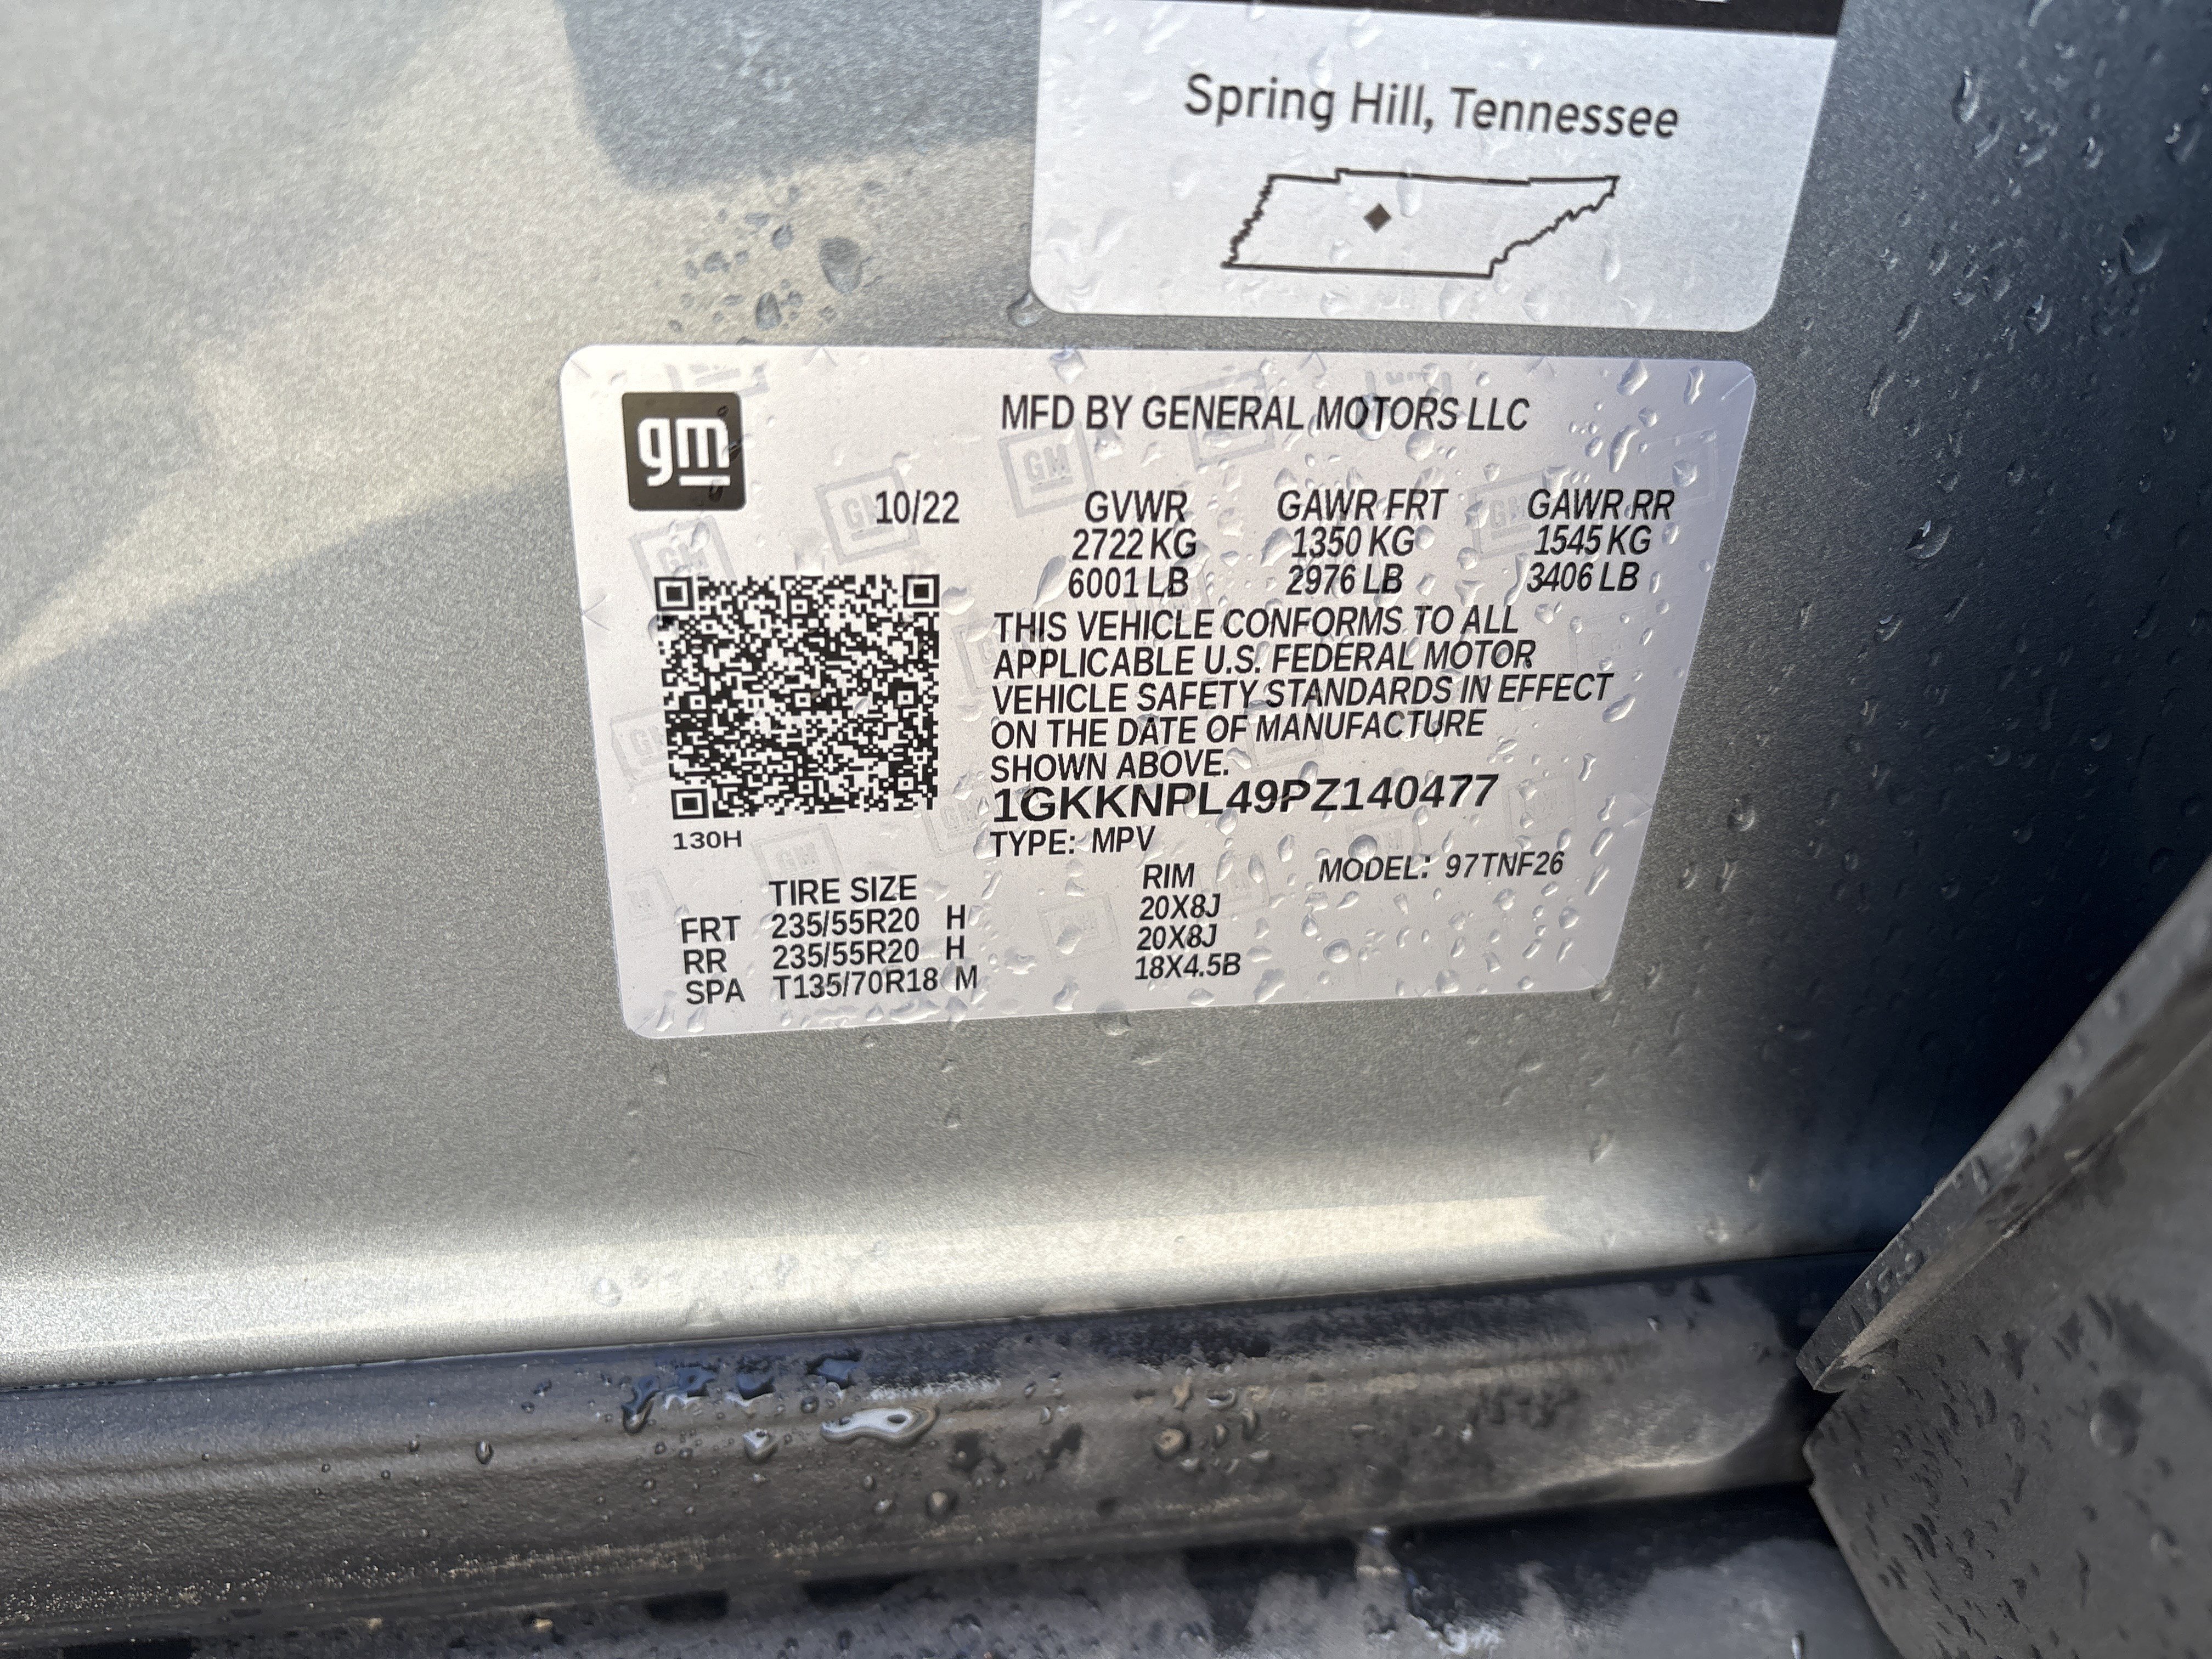 Spring Hill, Tennessee
gm
MFD BY GENERAL MOTORS LLC
10/22 GVWR GAWR FRT GAWR RR
2722 KG 1350 KG 1545 KG
6001 LB 2976 LB 3406 LB
THIS VEHICLE CONFORMS TO ALL
APPLICABLE U.S. FEDERAL MOTOR
VEHICLE SAFETY STANDARDS IN EFFECT
ON THE DATE OF MANUFACTURE
SHOWN ABOVE.
1GKKNPL49PZ140477
130H
TYPE: MPV MODEL: 97TNF26
TIRE SIZE RIM
FRT 235/55R20 H 20X8J
RR 235/55R20 H 20X8J
SPA T135/70R18 M 18X4.5B